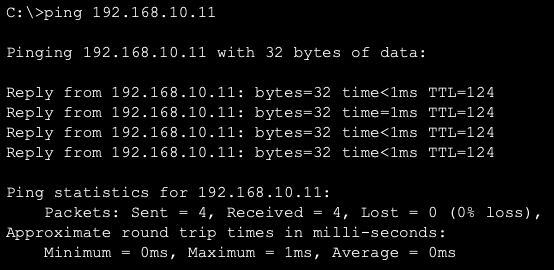 C:\>ping 192.168.10.11
Pinging 192.168.10.11 with 32 bytes of data:
Reply from 192.168.10.11: bytes=32 time<1ms TTL=124
Reply from 192.168.10.11: bytes=32 time=1ms TTL=124
Reply from 192.168.10.11: bytes=32 time<1ms TTL=124
Reply from 192.168.10.11: bytes=32 time<1ms TTL=124
Ping statistics for 192.168.10.11:
Packets: Sent = 4, Received = 4, Lost = 0 (0% loss),
Approximate round trip times in milli-seconds:
Minimum = 0ms, Maximum = 1ms, Average = 0ms